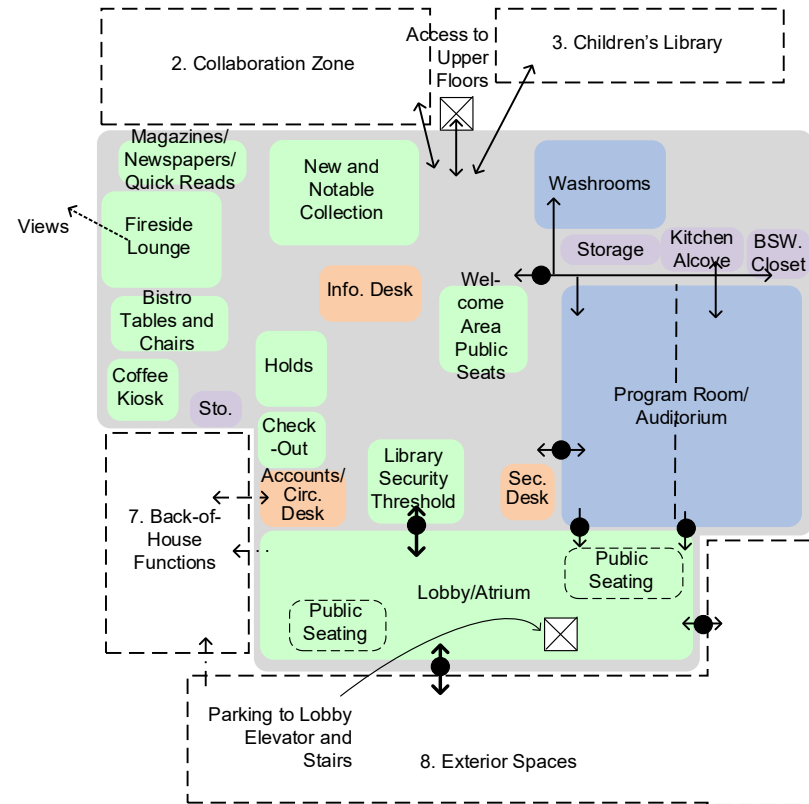 2. Collaboration Zone
Access to
Upper
Floors
3. Children's Library
Magazines/
Newspapers/
Quick Reads
New and
Notable
Collection
Washrooms
Views
Fireside
Lounge
Storage
Kitchen
Alcove
BSW.
Closet
Info. Desk
Wel-
come
Area
Public
Seats
Bistro
Tables and
Chairs
Holds
Coffee
Kiosk
Sto.
Program Room/
Auditorium
Check
-Out
Library
Security
Threshold
Accounts/
Circ.
Desk
Sec.
Desk
7. Back-of-
House
Functions
Public
Seating
Lobby/Atrium
Public
Seating
Parking to Lobby
Elevator and
Stairs
8. Exterior Spaces